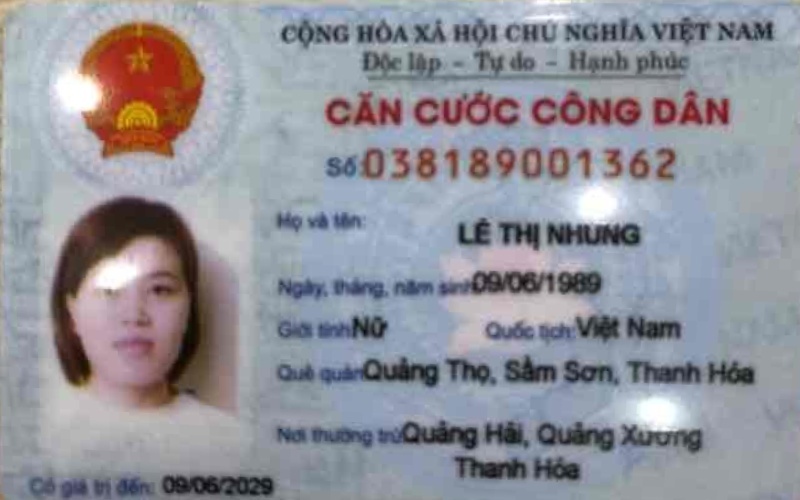 CỘNG HÒA XÃ HỘI CHỦ NGHĨA VIỆT NAM
Độc lập - Tự do - Hạnh phúc
CĂN CƯỚC CÔNG DÂN
Số: 038189001362
Họ và tên: LÊ THỊ NHUNG
Ngày, tháng, năm sinh: 09/06/1989
Giới tính: Nữ Quốc tịch: Việt Nam
Quê quán: Quảng Thọ, Sầm Sơn, Thanh Hóa
Nơi thường trú: Quảng Hải, Quảng Xương
Thanh Hóa
Có giá trị đến: 09/06/2029